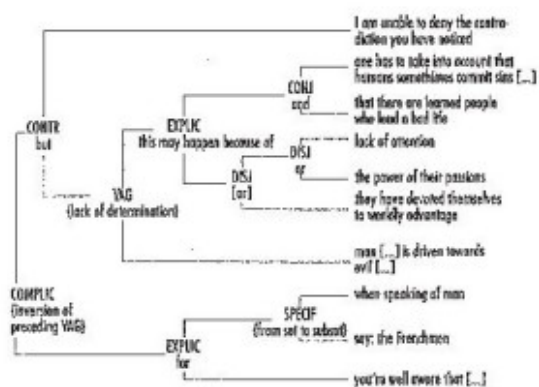 I am unable to deny the contra-
diction you have noticed
one has to take into account that
humans somethimes commit sins [...]
CONJ
and
that there are learned people
who lead a bad life
EXPLIC
this may happen because of
CONTR
but
lack of attention
DISJ
or
the power of their passions
DISJ
[or]
they have devoted themselves
to worldly advantage
VAG
(lack of determination)
man [...] is driven towards
evil [...]
COMPLIC
(inversion of
preceding VAG)
when speaking of man
SPECIF
(from set to subset)
say: the Frenchman
EXPLIC
for
you're well aware that [...]